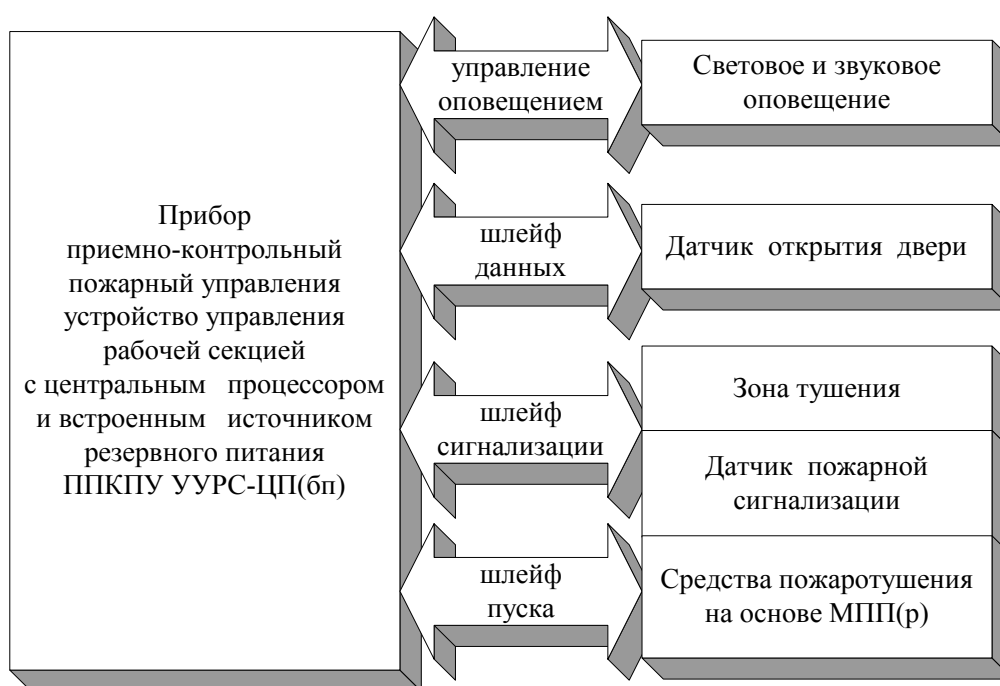 Прибор
приемно-контрольный
пожарный управления
устройство управления
рабочей секцией
с центральным процессором
и встроенным источником
резервного питания
ППКПУ УУРС-ЦП(бп)
управление
оповещением
Световое и звуковое
оповещение
шлейф
данных
Датчик открытия двери
шлейф
сигнализации
Зона тушения
Датчик пожарной
сигнализации
шлейф
пуска
Средства пожаротушения
на основе МПП(р)